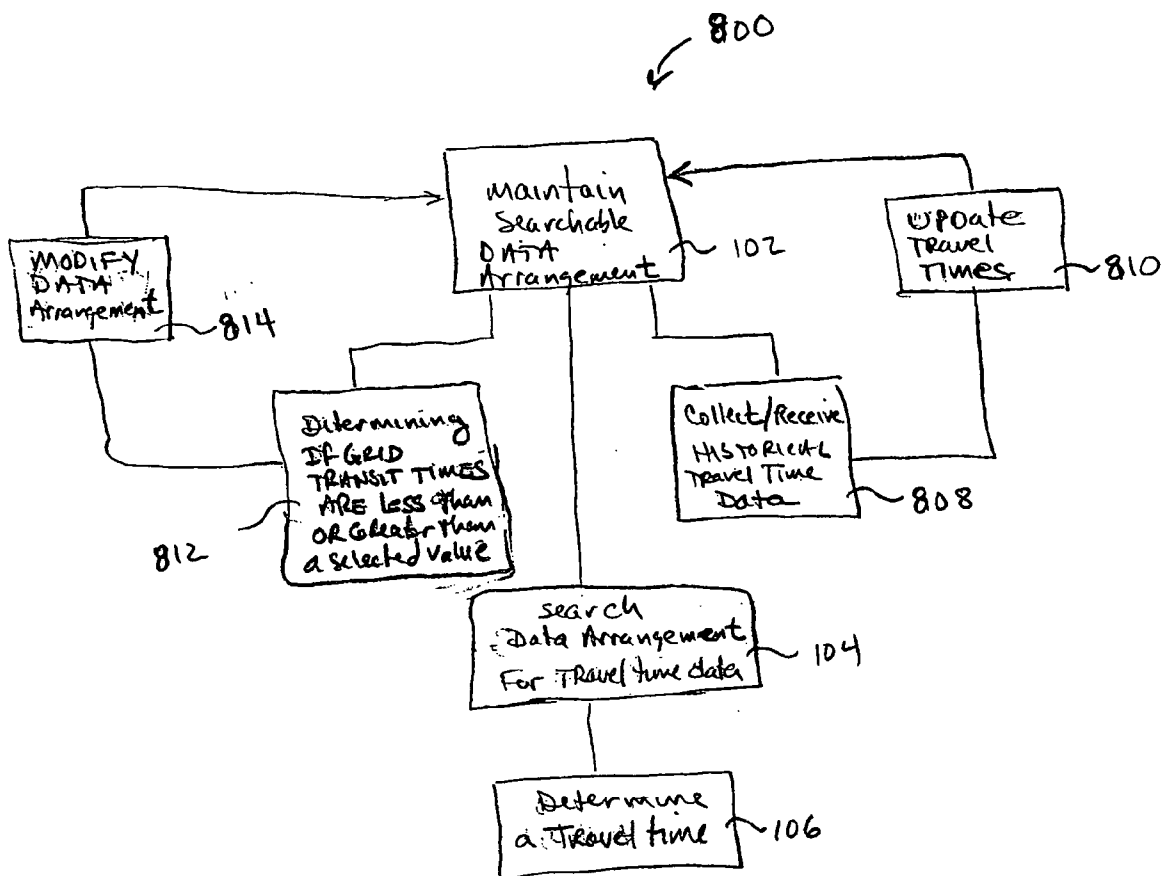 800
maintain
Searchable
DATA
Arrangement
102
UPDate
Travel
Times
810
MODIFY
DATA
Arrangement
814
Ditermining
If GRID
TRANSIT TIMES
ARE Less than
OR Greater than
a selected value
812
Collect/Receive
HISTORICAL
Travel Time
Data
808
search
Data Arrangement
For Travel time data
104
Determine
a Travel time
106